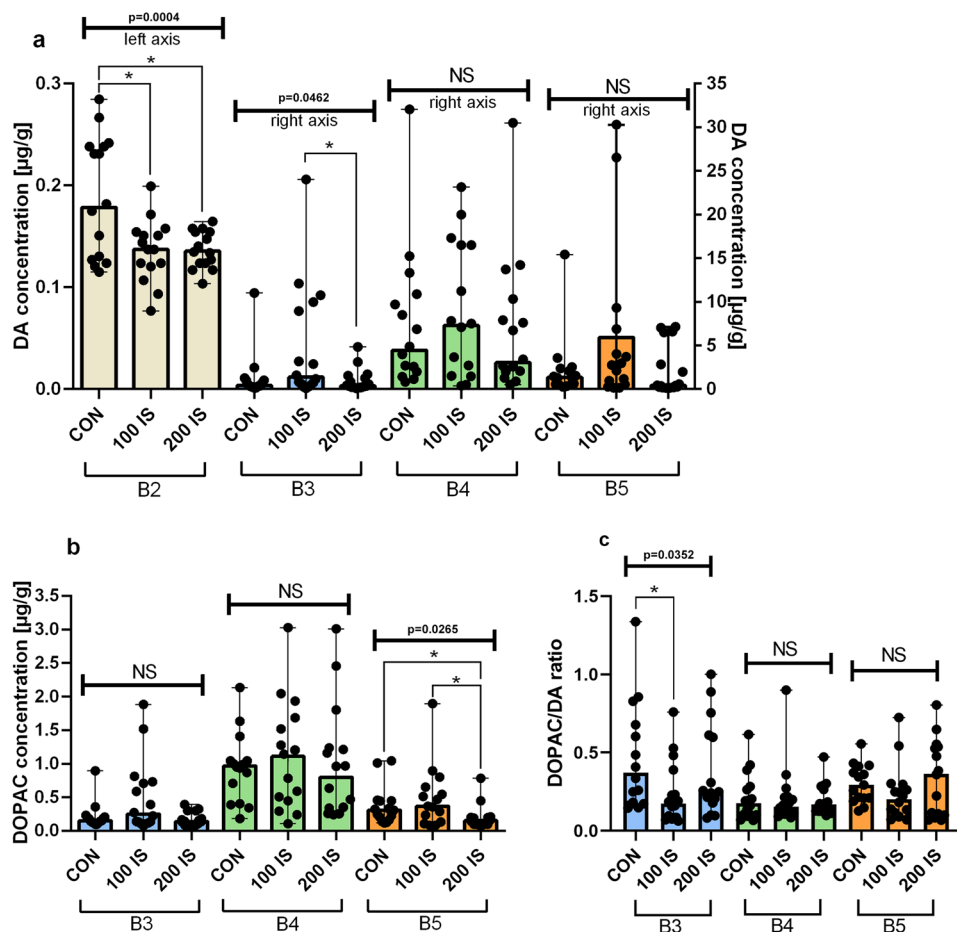 a
p=0.0004
left axis
*
*
p=0.0462
right axis
*
NS
right axis
NS
right axis
DA concentration [µg/g]
0.3
0.2
0.1
0.0
35
30
25
20
15
10
5
0
DA concentration [µg/g]
CON
100 IS
200 IS
CON
100 IS
200 IS
CON
100 IS
200 IS
CON
100 IS
200 IS
B2
B3
B4
B5
b
DOPAC concentration [µg/g]
3.5
3.0
2.5
2.0
1.5
1.0
0.5
0.0
NS
NS
p=0.0265
*
*
CON
100 IS
200 IS
CON
100 IS
200 IS
CON
100 IS
200 IS
B3
B4
B5
c
DOPAC/DA ratio
1.5
1.0
0.5
0.0
p=0.0352
*
NS
NS
CON
100 IS
200 IS
CON
100 IS
200 IS
CON
100 IS
200 IS
B3
B4
B5